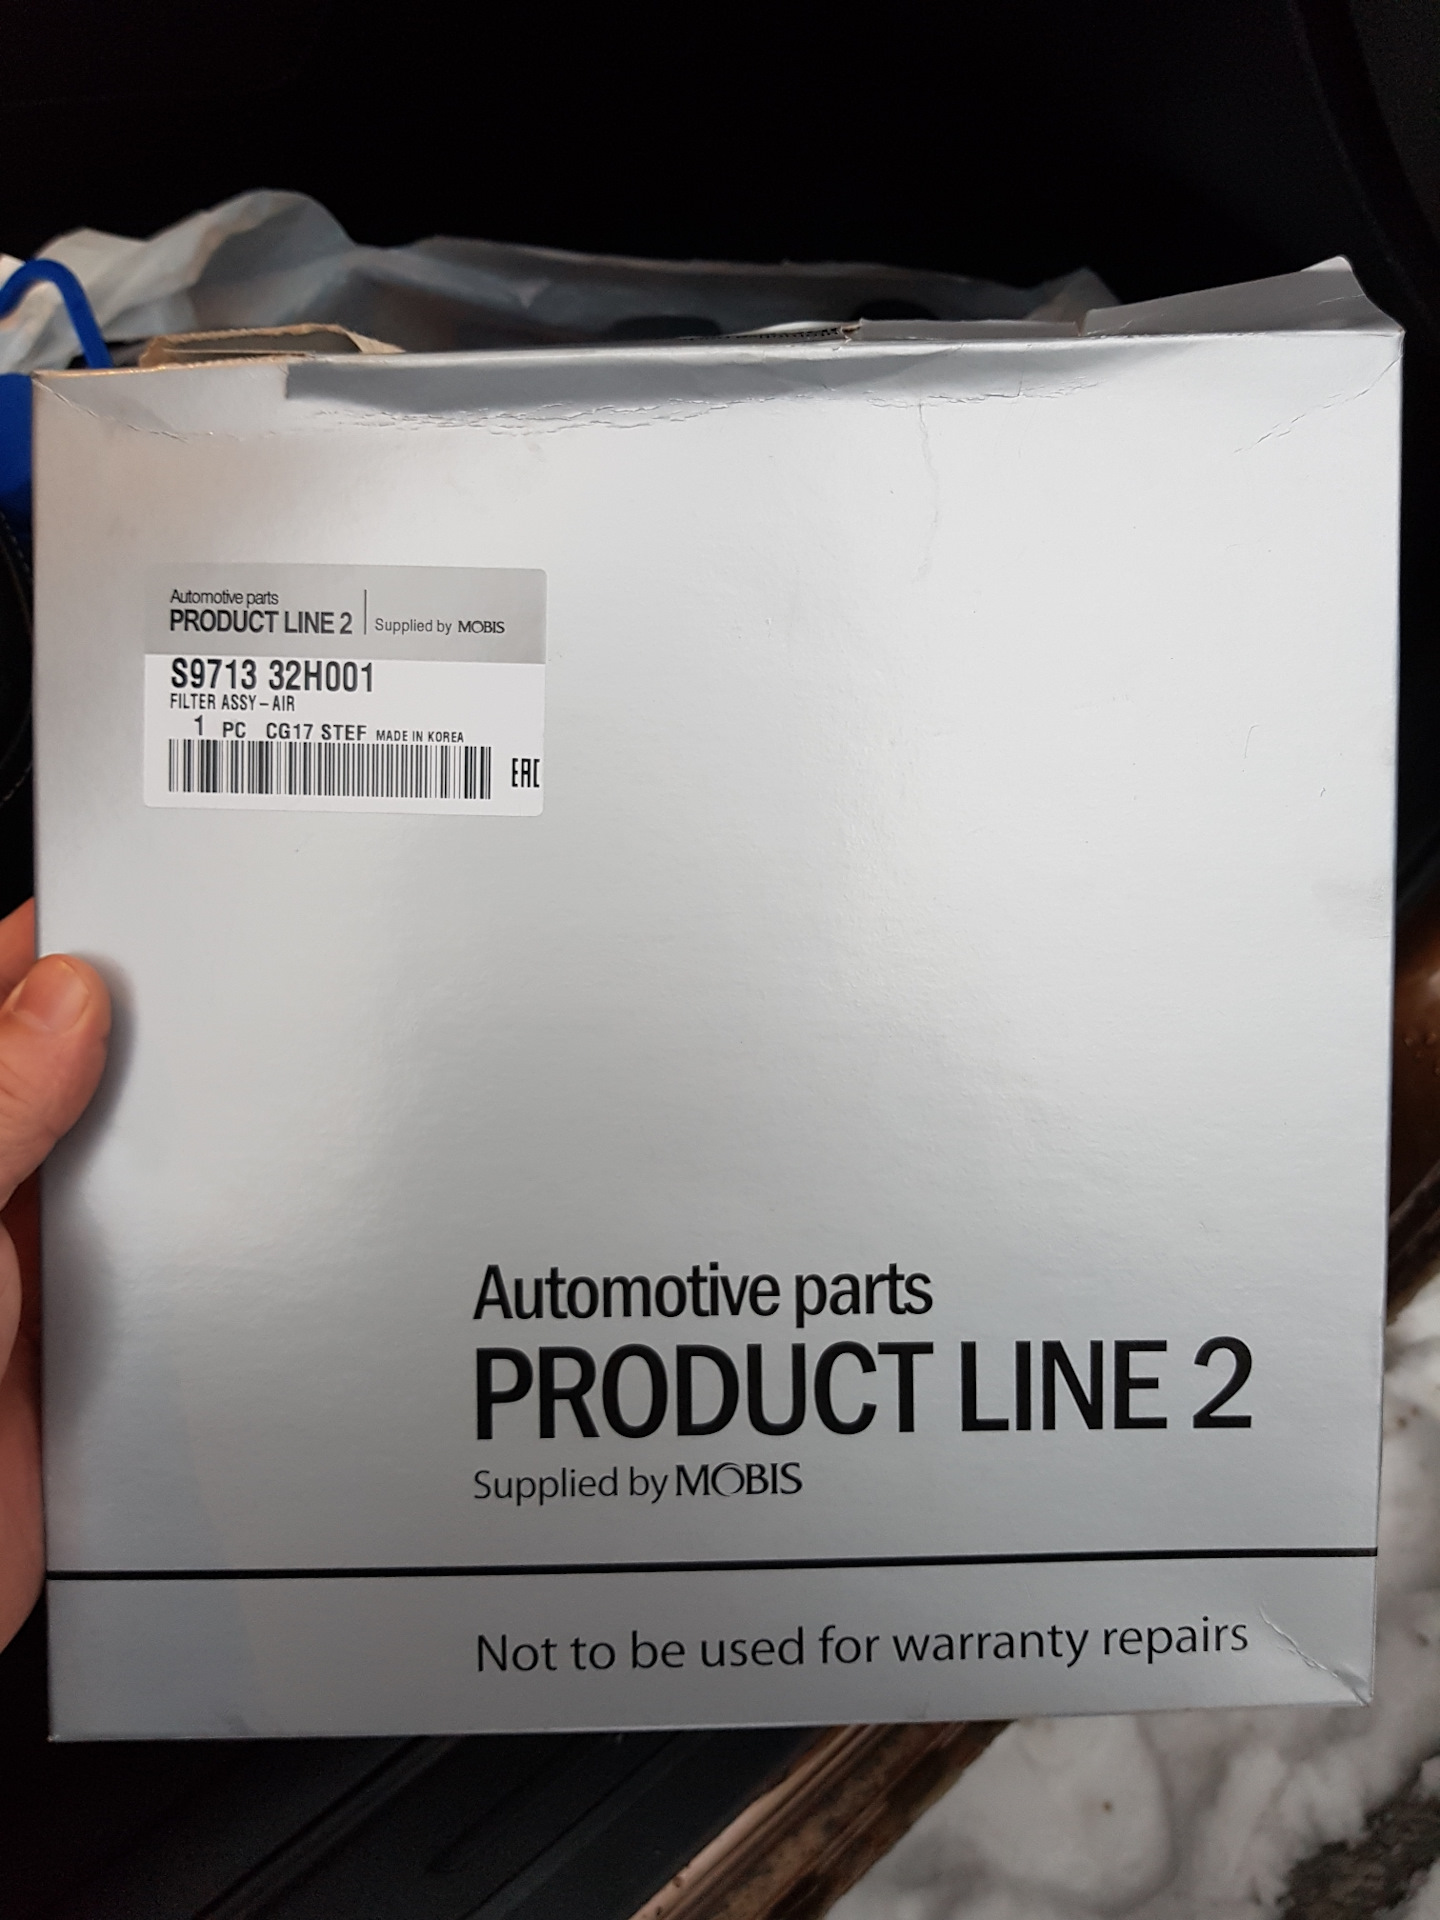 Automotive parts
PRODUCT LINE 2 Supplied by MOBIS
S9713 32H001
FILTER ASSY-AIR
1 PC CG17 STEF MADE IN KOREA
EAC
Automotive parts
PRODUCT LINE 2
Supplied by MOBIS
Not to be used for warranty repairs